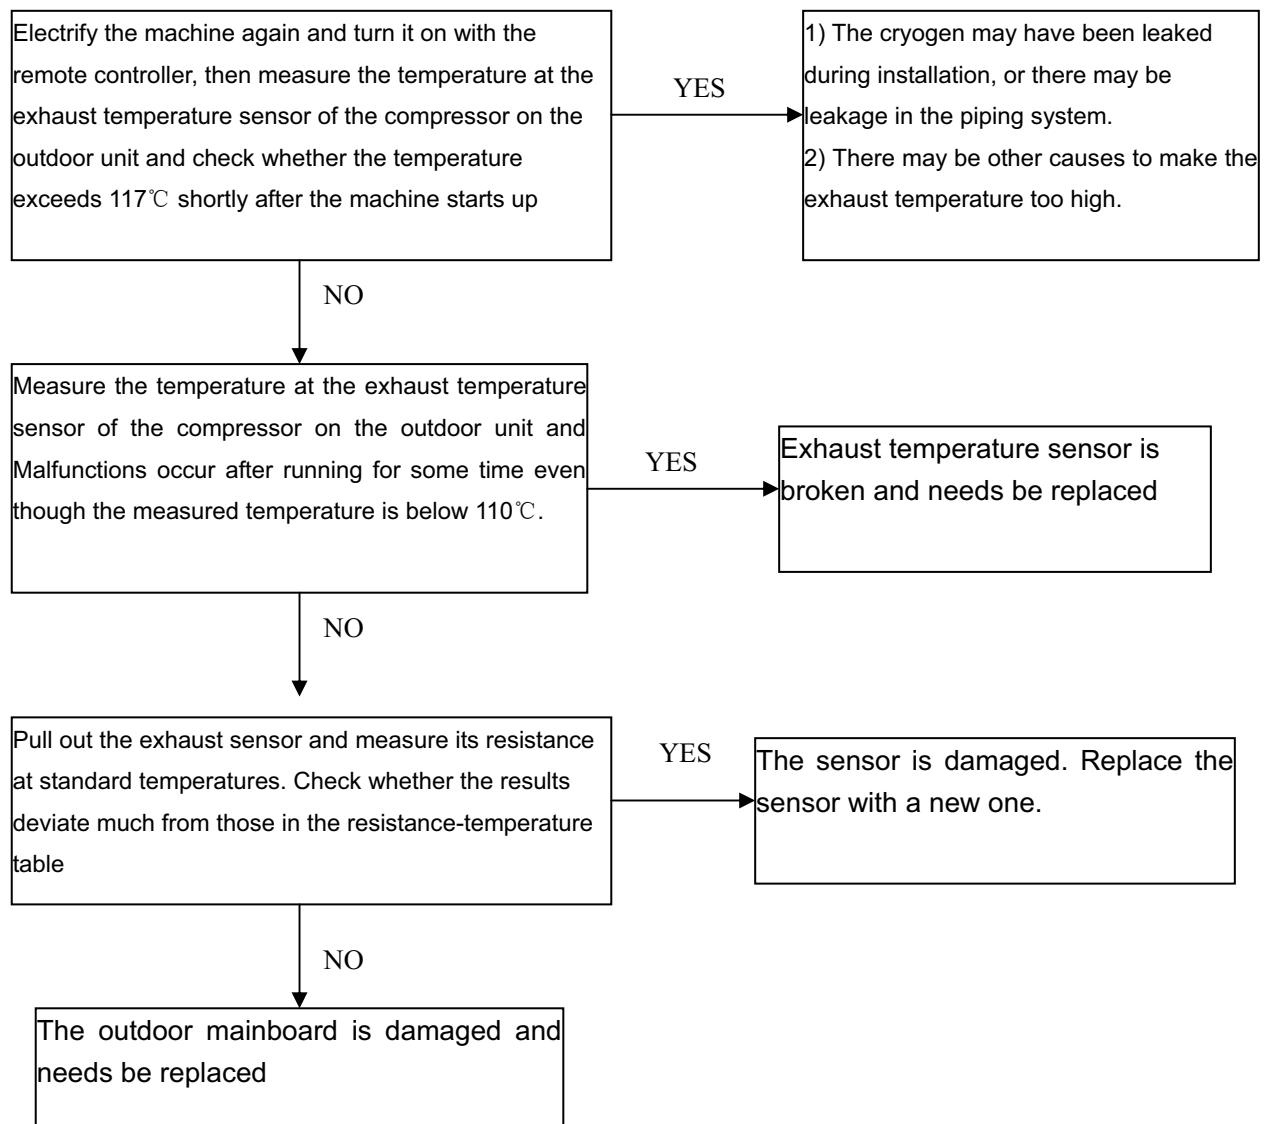 Electrify the machine again and turn it on with the
remote controller, then measure the temperature at the
exhaust temperature sensor of the compressor on the
outdoor unit and check whether the temperature
exceeds 117℃ shortly after the machine starts up
YES
1) The cryogen may have been leaked
during installation, or there may be
leakage in the piping system.
2) There may be other causes to make the
exhaust temperature too high.
NO
Measure the temperature at the exhaust temperature
sensor of the compressor on the outdoor unit and
Malfunctions occur after running for some time even
though the measured temperature is below 110℃.
YES
Exhaust temperature sensor is
broken and needs be replaced
NO
Pull out the exhaust sensor and measure its resistance
at standard temperatures. Check whether the results
deviate much from those in the resistance-temperature
table
YES
The sensor is damaged. Replace the
sensor with a new one.
NO
The outdoor mainboard is damaged and
needs be replaced